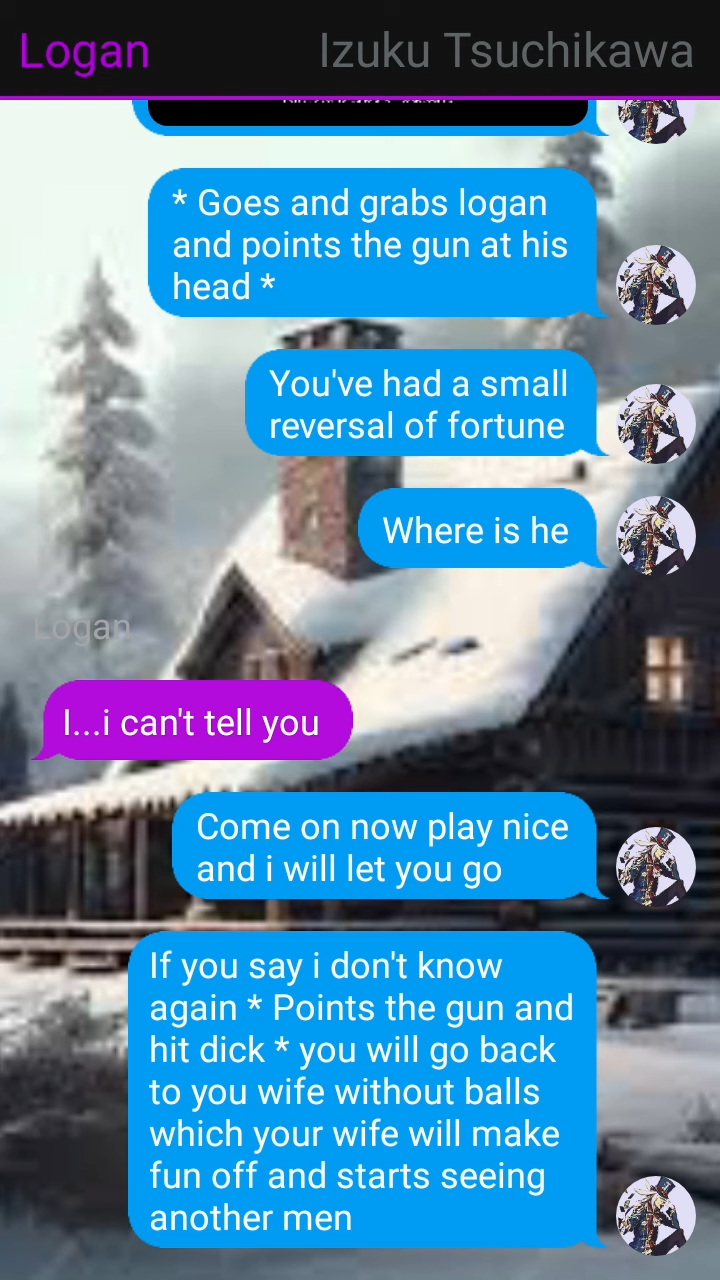 Logan
Izuku Tsuchikawa
* Goes and grabs logan
and points the gun at his
head *
You've had a small
reversal of fortune
Where is he
Logan
I...i can't tell you
Come on now play nice
and i will let you go
If you say i don't know
again * Points the gun and
hit dick * you will go back
to you wife without balls
which your wife will make
fun off and starts seeing
another men